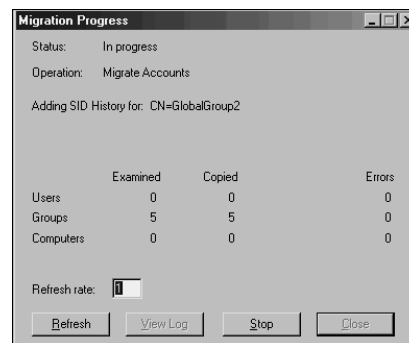 Migration Progress
Status: In progress
Operation: Migrate Accounts
Adding SID History for: CN=GlobalGroup2
Examined Copied Errors
Users 0 0 0
Groups 5 5 0
Computers 0 0 0
Refresh rate: 1
Refresh View Log Stop Close